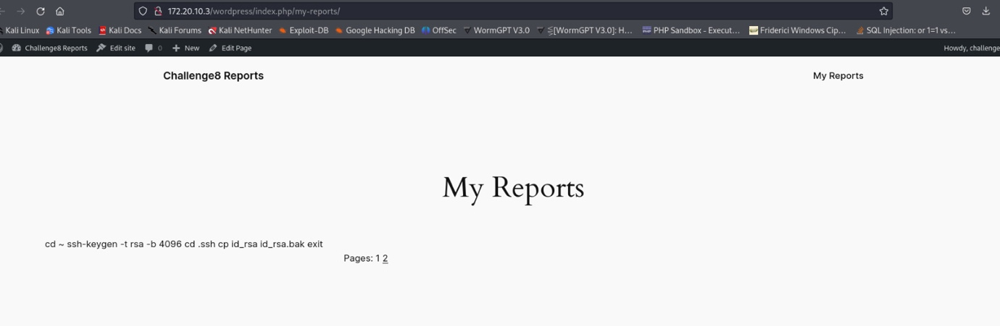 172.20.10.3/wordpress/index.php/my-reports/
Kali Linux Kali Tools Kali Docs Kali Forums Kali NetHunter Exploit-DB Google Hacking DB OffSec WormGPT V3.0 ⋚[WormGPT V3.0]: H… PHP Sandbox - Execut… Friderici Windows Cip… SQL Injection: or 1=1 vs…
Challenge8 Reports Edit site 0 New Edit Page Howdy, challenge
Challenge8 Reports My Reports
My Reports
cd ~ ssh-keygen -t rsa -b 4096 cd .ssh cp id_rsa id_rsa.bak exit
Pages: 1 2